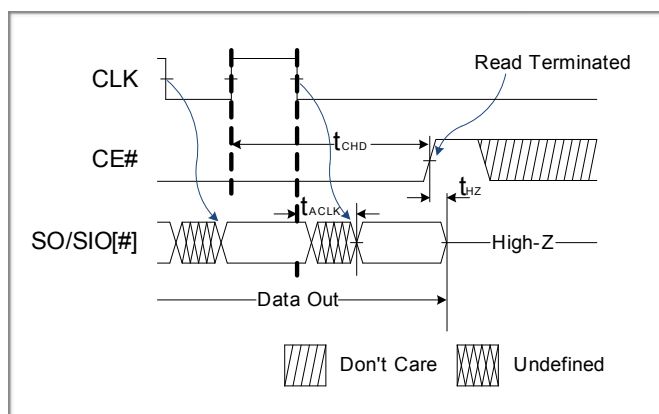 Read Terminated
CLK
tCHD
CE#
tHZ
tACLK
SO/SIO[#]
High-Z
Data Out
Don't Care
Undefined